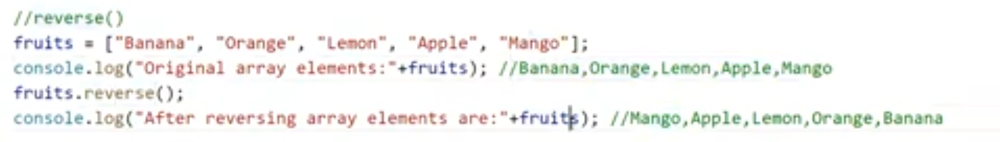 //reverse()
fruits = ["Banana", "Orange", "Lemon", "Apple", "Mango"];
console.log("Original array elements:"+fruits); //Banana,Orange,Lemon,Apple,Mango
fruits.reverse();
console.log("After reversing array elements are:"+fruits); //Mango,Apple,Lemon,Orange,Banana